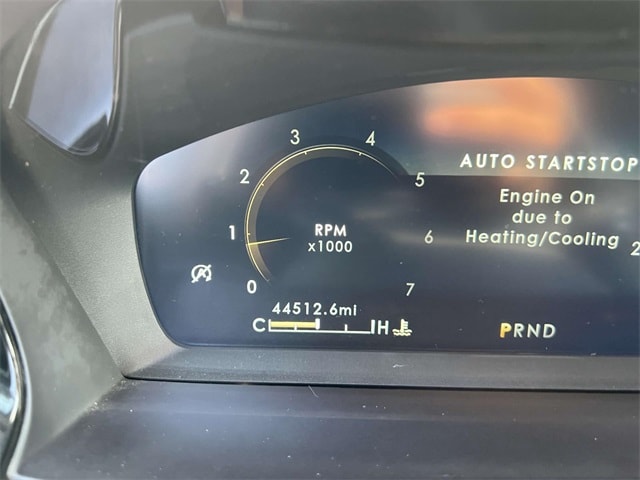 3 4
2 5
AUTO STARTSTOP
Engine On
due to
Heating/Cooling
1 RPM 6 2
x1000
0 7
44512.6mi
C H
PRND